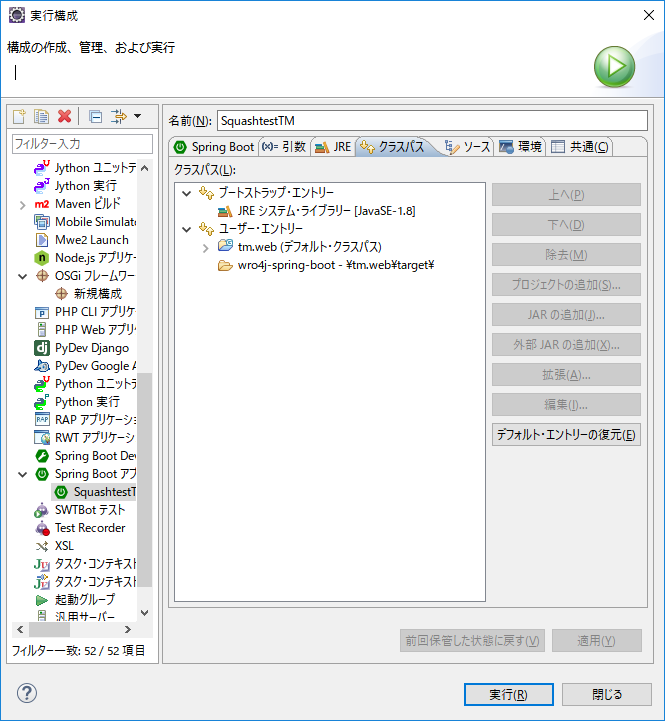 実行構成
構成の作成、管理、および実行
名前(N): SquashtestTM
フィルター入力
Spring Boot (x)= 引数 JRE クラスパス ソース 環境 共通(C)
Jython ユニットテ
Jython 実行
m2 Maven ビルド
Mobile Simulato
Mwe2 Launch
Node.js アプリケー
OSGi フレームワー
新規構成
PHP CLI アプリケ
PHP Web アプリ
dj PyDev Django
PyDev Google A
Python ユニットテ
Python 実行
RAP RAP アプリケーショ
RWT アプリケーシ
Spring Boot Dev
Spring Boot アプ
SquashtestT
SWTBot テスト
Test Recorder
XSL
タスク・コンテキスト
タスク・コンテキスト
起動グループ
汎用サーバー
フィルター一致: 52 / 52 項目
クラスパス(L):
ブートストラップ・エントリー
JRE システム・ライブラリー [JavaSE-1.8]
ユーザー・エントリー
tm.web (デフォルト・クラスパス)
wro4j-spring-boot - ¥tm.web¥target¥
上へ(P)
下へ(D)
除去(M)
プロジェクトの追加(S)...
JAR の追加(J)...
外部 JAR の追加(X)...
拡張(A)...
編集(I)...
デフォルト・エントリーの復元(E)
前回保管した状態に戻す(V) 適用(Y)
? 実行(R) 閉じる